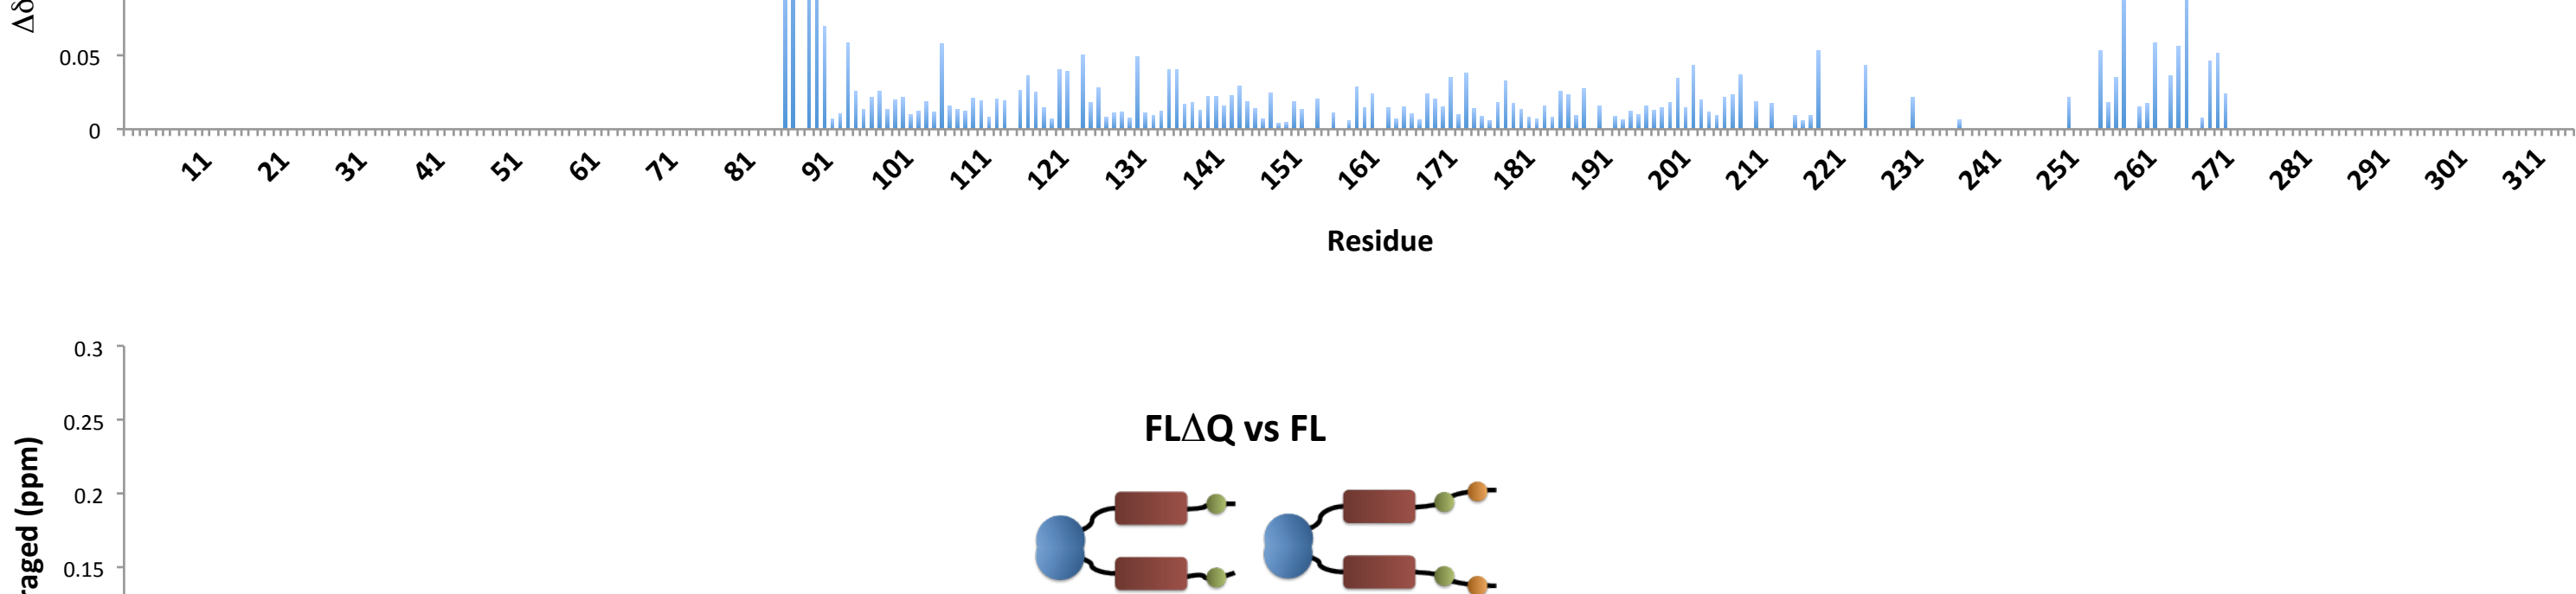 Δδ
0.05
0
11 21 31 41 51 61 71 81 91 101 111 121 131 141 151 161 171 181 191 201 211 221 231 241 251 261 271 281 291 301 311
Residue
0.3
0.25
FLΔQ vs FL
0.2
raged (ppm)
0.15